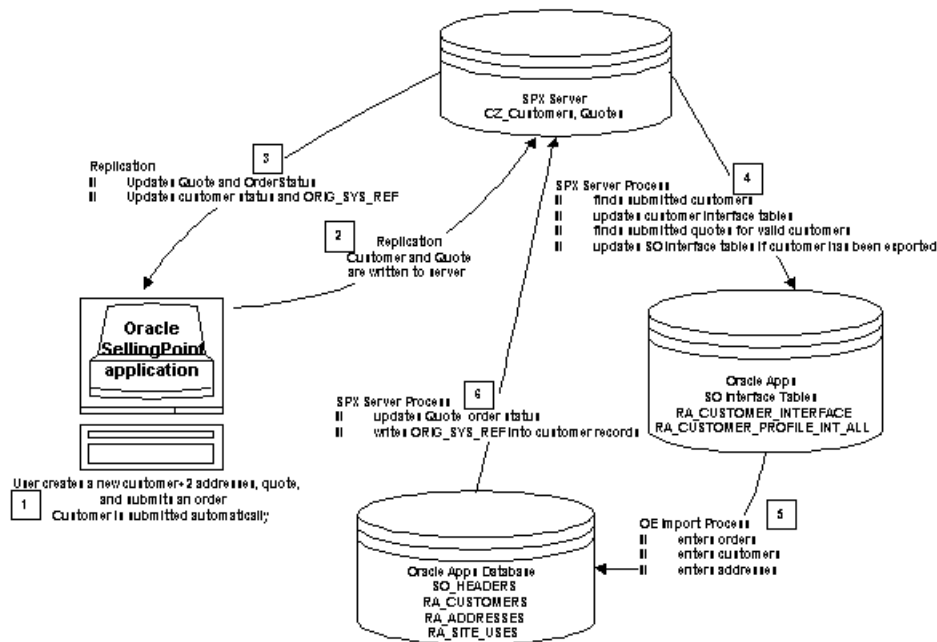 SPX Server
CZ_Customers, Quotes
3
Replication
Updates Quote and OrderStatus
Updates customer status and ORIG_SYS_REF
4
SPX Server Process
finds submitted customers
updates customer interface tables
finds submitted quotes for valid customers
updates SO interface tables if customer has been exported
2
Replication
Customer and Quote
are written to server
Oracle
SellingPoint
application
Oracle Apps
SO Interface Tables
RA_CUSTOMER_INTERFACE
RA_CUSTOMER_PROFILE_INT_ALL
6
SPX Server Process
updates Quote order status
writes ORIG_SYS_REF into customer records
1
User creates a new customer+2 addresses, quote,
and submits an order
Customer is submitted automatically
5
OE Import Process
enters orders
enters customers
enters addresses
Oracle Apps Database
SO_HEADERS
RA_CUSTOMERS
RA_ADDRESSES
RA_SITE_USES